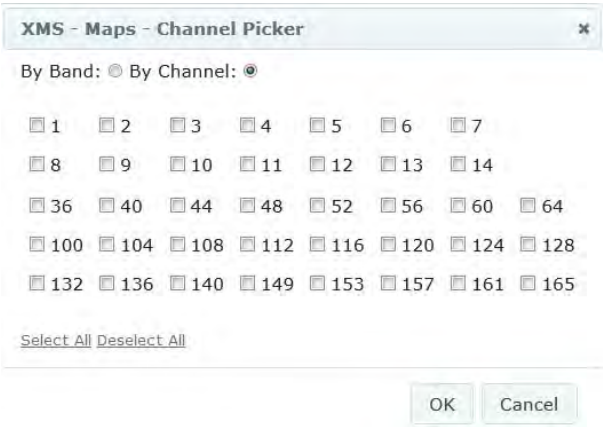 XMS - Maps - Channel Picker
By Band: By Channel:
1 2 3 4 5 6 7
8 9 10 11 12 13 14
36 40 44 48 52 56 60 64
100 104 108 112 116 120 124 128
132 136 140 149 153 157 161 165
Select All Deselect All
OK Cancel